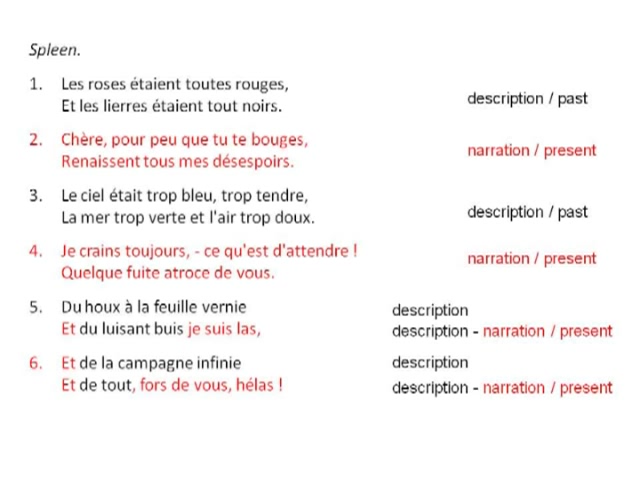 Spleen.
1. Les roses étaient toutes rouges,
Et les lierres étaient tout noirs.
description / past
2. Chère, pour peu que tu te bouges,
Renaissent tous mes désespoirs.
narration / present
3. Le ciel était trop bleu, trop tendre,
La mer trop verte et l'air trop doux.
description / past
4. Je crains toujours, - ce qu'est d'attendre !
Quelque fuite atroce de vous.
narration / present
5. Du houx à la feuille vernie
description
Et du luisant buis je suis las,
description - narration / present
6. Et de la campagne infinie
description
Et de tout, fors de vous, hélas !
description - narration / present